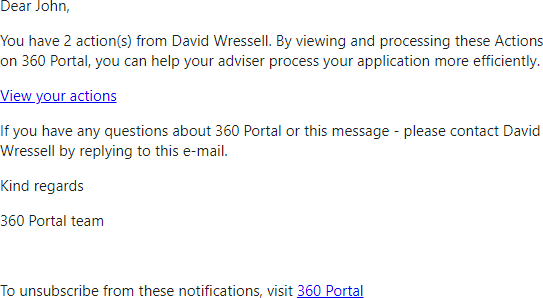 Dear John,
You have 2 action(s) from David Wressell. By viewing and processing these Actions
on 360 Portal, you can help your adviser process your application more efficiently.
View your actions
If you have any questions about 360 Portal or this message - please contact David
Wressell by replying to this e-mail.
Kind regards
360 Portal team
To unsubscribe from these notifications, visit 360 Portal